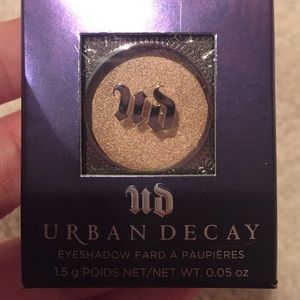 UD
UD
URBAN DECAY
EYESHADOW FARD À PAUPIÈRES
1.5 g POIDS NET/NET WT. 0.05 oz